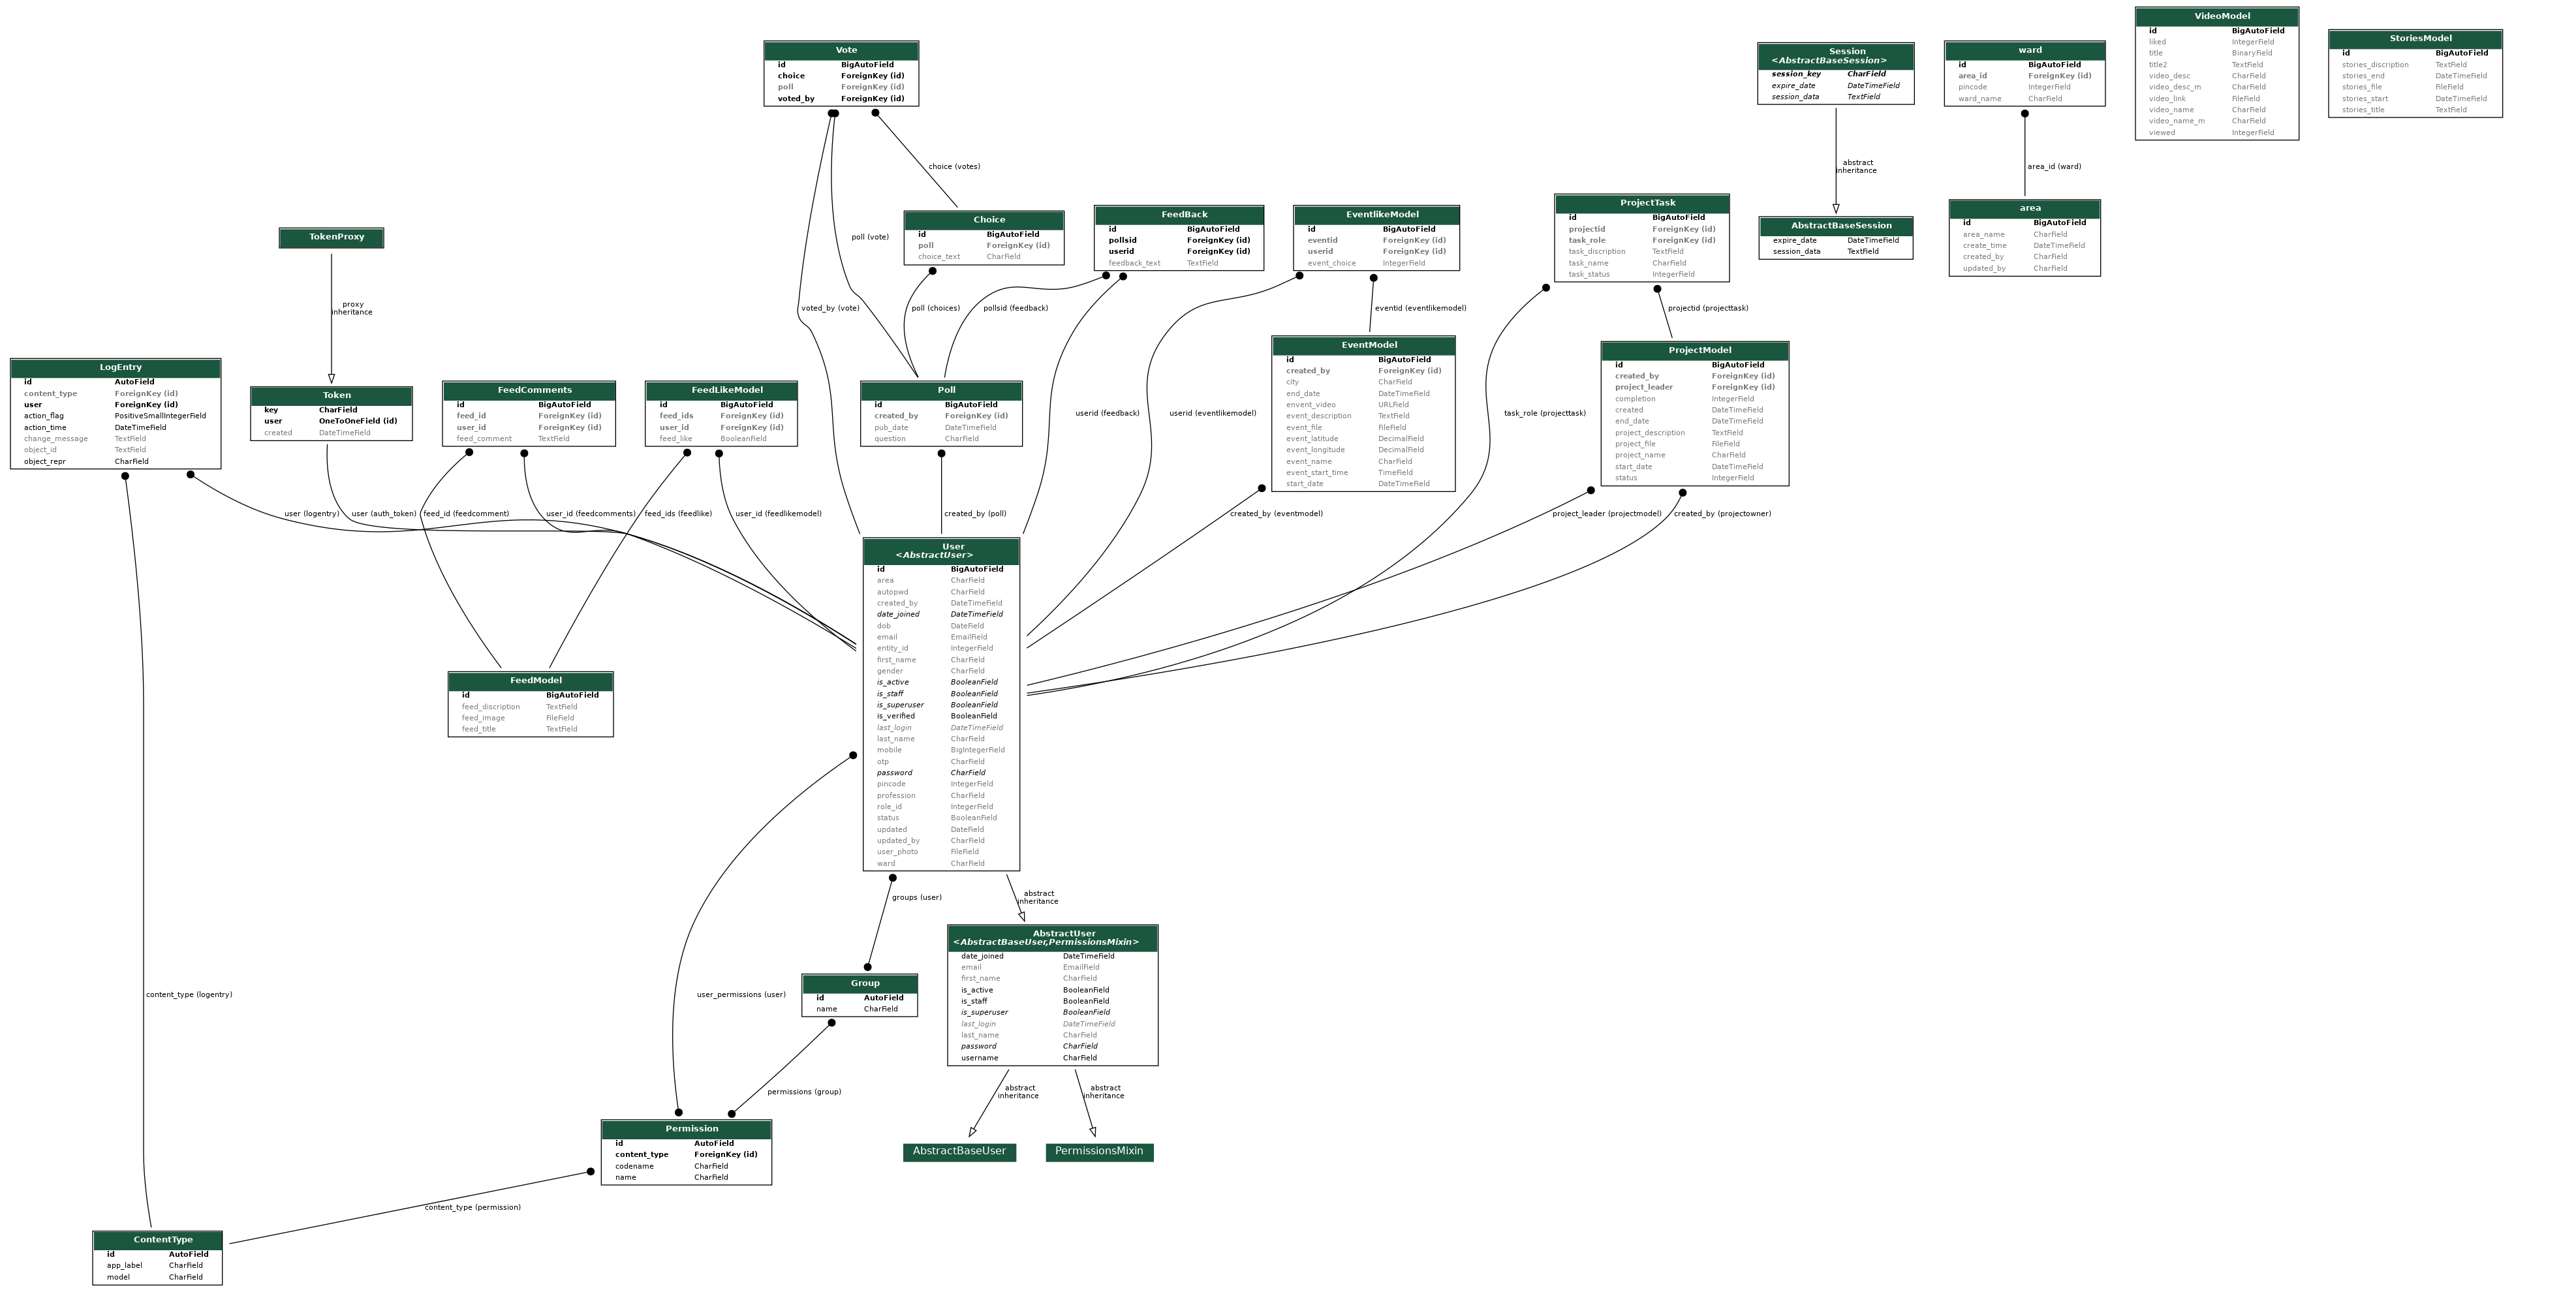 Vote
id BigAutoField
choice ForeignKey (id)
poll ForeignKey (id)
voted_by ForeignKey (id)
Session
<AbstractBaseSession>
session_key CharField
expire_date DateTimeField
session_data TextField
ward
id BigAutoField
area_id ForeignKey (id)
pincode IntegerField
ward_name CharField
VideoModel
id BigAutoField
liked IntegerField
title BinaryField
title2 TextField
video_desc CharField
video_desc_m CharField
video_link FileField
video_name CharField
video_name_m CharField
viewed IntegerField
StoriesModel
id BigAutoField
stories_discription TextField
stories_end DateTimeField
stories_file FileField
stories_start DateTimeField
stories_title TextField
choice (votes)
abstract
inheritance
area_id (ward)
TokenProxy
poll (vote)
Choice
id BigAutoField
poll ForeignKey (id)
choice_text CharField
FeedBack
id BigAutoField
pollsid ForeignKey (id)
userid ForeignKey (id)
feedback_text TextField
EventlikeModel
id BigAutoField
eventid ForeignKey (id)
userid ForeignKey (id)
event_choice IntegerField
ProjectTask
id BigAutoField
projectid ForeignKey (id)
task_role ForeignKey (id)
task_discription TextField
task_name CharField
task_status IntegerField
AbstractBaseSession
expire_date DateTimeField
session_data TextField
area
id BigAutoField
area_name CharField
create_time DateTimeField
created_by CharField
updated_by CharField
proxy
inheritance
voted_by (vote)
poll (choices)
pollsid (feedback)
eventid (eventlikemodel)
projectid (projecttask)
LogEntry
id AutoField
content_type ForeignKey (id)
user ForeignKey (id)
action_flag PositiveSmallIntegerField
action_time DateTimeField
change_message TextField
object_id TextField
object_repr CharField
Token
key CharField
user OneToOneField (id)
created DateTimeField
FeedComments
id BigAutoField
feed_id ForeignKey (id)
user_id ForeignKey (id)
feed_comment TextField
FeedLikeModel
id BigAutoField
feed_ids ForeignKey (id)
user_id ForeignKey (id)
feed_like BooleanField
Poll
id BigAutoField
created_by ForeignKey (id)
pub_date DateTimeField
question CharField
userid (feedback)
userid (eventlikemodel)
EventModel
id BigAutoField
created_by ForeignKey (id)
city CharField
end_date DateTimeField
envent_video URLField
event_description TextField
event_file FileField
event_latitude DecimalField
event_longitude DecimalField
event_name CharField
event_start_time TimeField
start_date DateTimeField
task_role (projecttask)
ProjectModel
id BigAutoField
created_by ForeignKey (id)
project_leader ForeignKey (id)
completion IntegerField
created DateTimeField
end_date DateTimeField
project_description TextField
project_file FileField
project_name CharField
start_date DateTimeField
status IntegerField
user (logentry)
user (auth_token)
feed_id (feedcomment)
user_id (feedcomments)
feed_ids (feedlike)
user_id (feedlikemodel)
created_by (poll)
created_by (eventmodel)
project_leader (projectmodel)
created_by (projectowner)
User
<AbstractUser>
id BigAutoField
area CharField
autopwd CharField
created_by DateTimeField
date_joined DateTimeField
dob DateField
email EmailField
entity_id IntegerField
first_name CharField
gender CharField
is_active BooleanField
is_staff BooleanField
is_superuser BooleanField
is_verified BooleanField
last_login DateTimeField
last_name CharField
mobile BigIntegerField
otp CharField
password CharField
pincode IntegerField
profession CharField
role_id IntegerField
status BooleanField
updated DateField
updated_by CharField
user_photo FileField
ward CharField
FeedModel
id BigAutoField
feed_discription TextField
feed_image FileField
feed_title TextField
groups (user)
abstract
inheritance
AbstractUser
<AbstractBaseUser,PermissionsMixin>
date_joined DateTimeField
email EmailField
first_name CharField
is_active BooleanField
is_staff BooleanField
is_superuser BooleanField
last_login DateTimeField
last_name CharField
password CharField
username CharField
content_type (logentry)
user_permissions (user)
Group
id AutoField
name CharField
permissions (group)
abstract
inheritance
abstract
inheritance
Permission
id AutoField
content_type ForeignKey (id)
codename CharField
name CharField
AbstractBaseUser
PermissionsMixin
content_type (permission)
ContentType
id AutoField
app_label CharField
model CharField